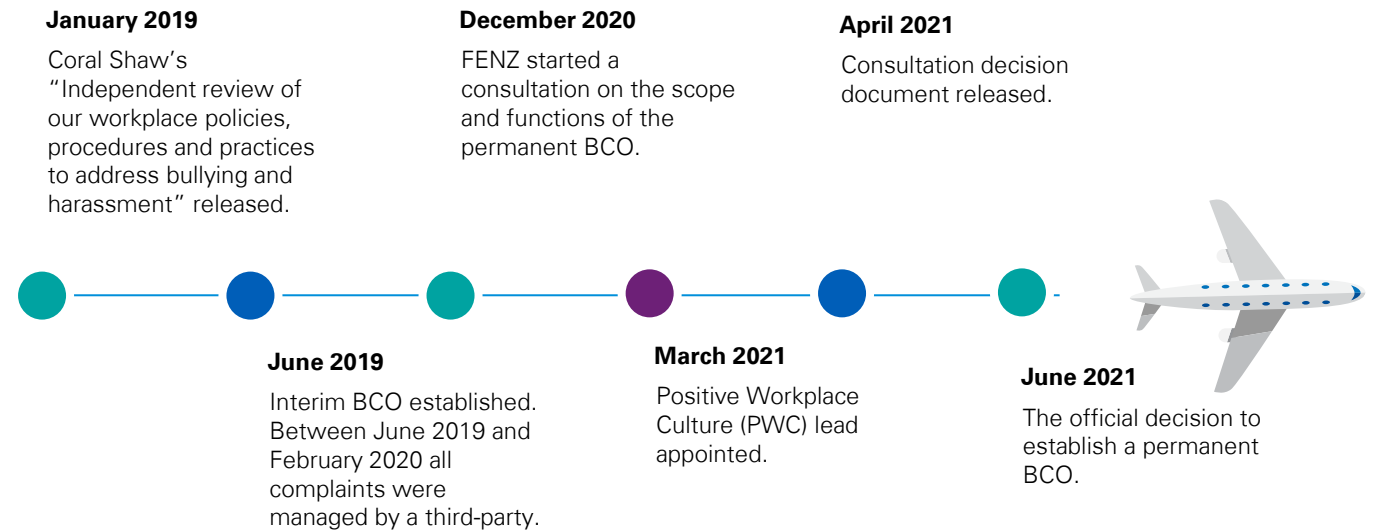 January 2019
Coral Shaw's
"Independent review of
our workplace policies,
procedures and practices
to address bullying and
harassment" released.
June 2019
Interim BCO established.
Between June 2019 and
February 2020 all
complaints were
managed by a third-party.
December 2020
FENZ started a
consultation on the scope
and functions of the
permanent BCO.
March 2021
Positive Workplace
Culture (PWC) lead
appointed.
April 2021
Consultation decision
document released.
June 2021
The official decision to
establish a permanent
BCO.